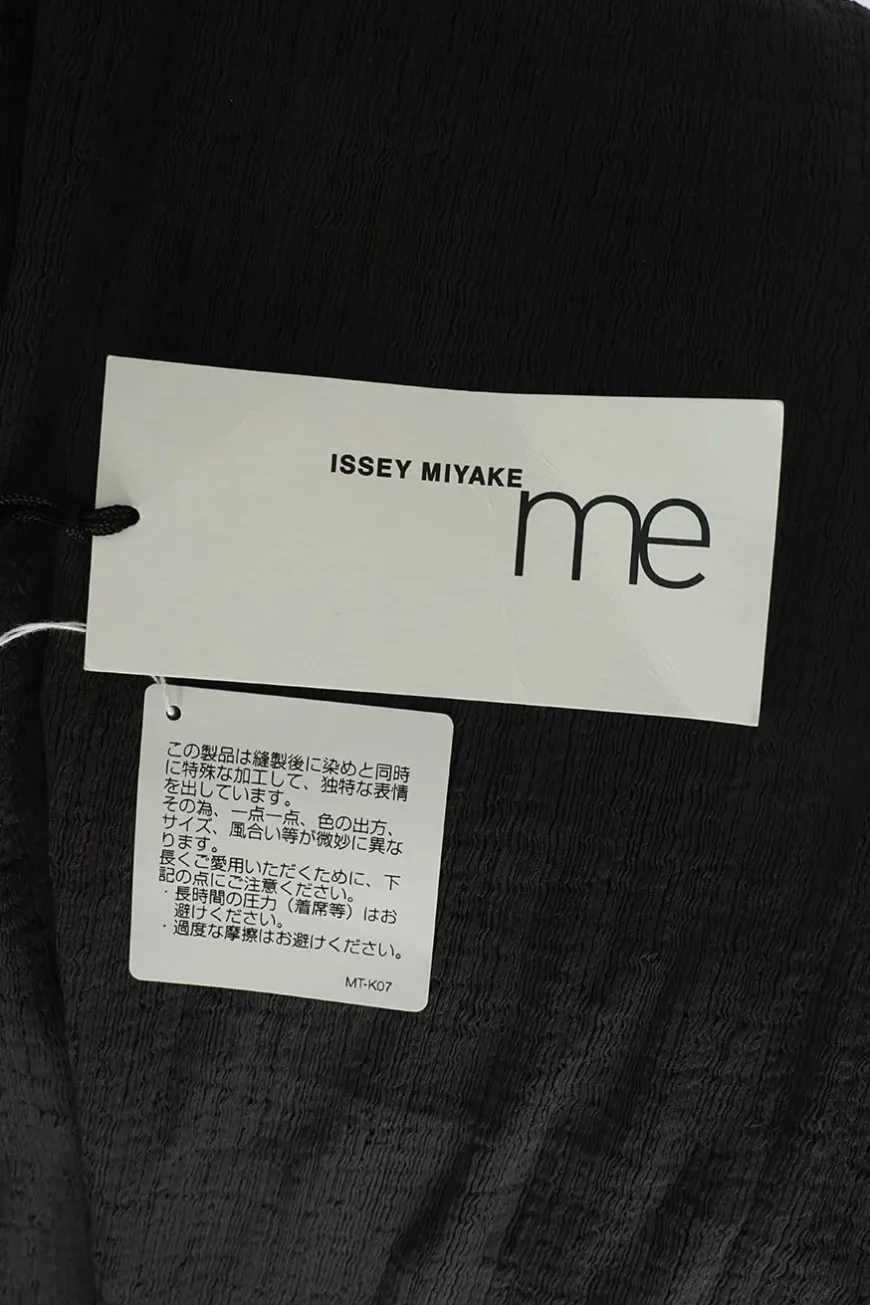 ISSEY MIYAKE
me
この製品は縫製後に染めと同時
に特殊な加工して、独特な表情
を出しています。
その為、一点一点、色の出方、
サイズ、風合い等が微妙に異な
ります。
長くご愛用いただくために、下
記の点にご注意ください。
・長時間の圧力（着席等）はお
避けください。
・過度な摩擦はお避けください。
MT-K07